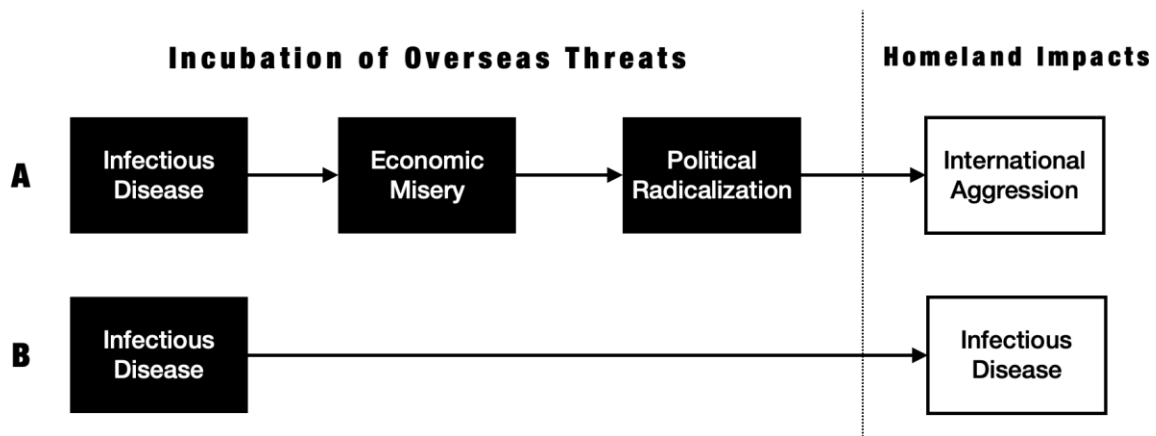 Incubation of Overseas Threats
Homeland Impacts
A
Infectious
Disease
Economic
Misery
Political
Radicalization
International
Aggression
B
Infectious
Disease
Infectious
Disease